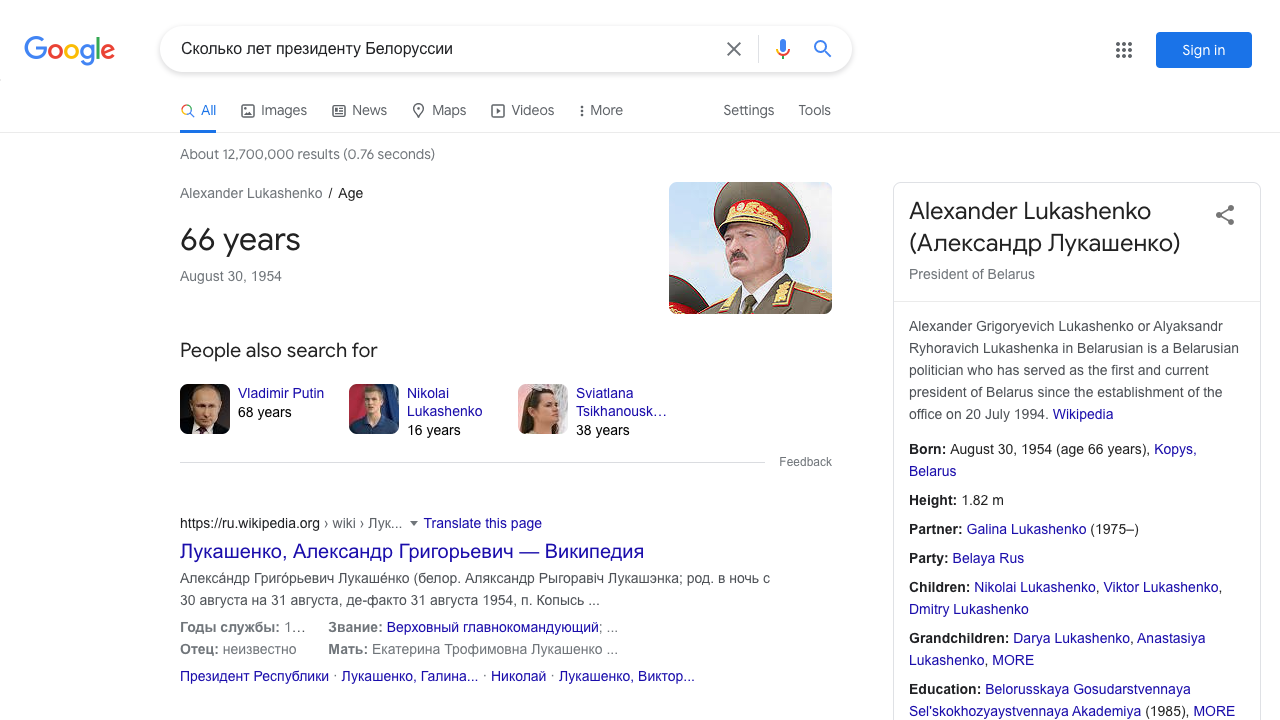 Google
Сколько лет президенту Белоруссии
Sign in
All Images News Maps Videos More Settings Tools
About 12,700,000 results (0.76 seconds)
Alexander Lukashenko / Age
66 years
August 30, 1954
People also search for
Vladimir Putin
68 years
Nikolai
Lukashenko
16 years
Sviatlana
Tsikhanousk…
38 years
Feedback
https://ru.wikipedia.org › wiki › Лук... Translate this page
Лукашенко, Александр Григорьевич — Википедия
Алекса́ндр Григо́рьевич Лукаше́нко (белор. Аляксандр Рыгоравіч Лукашэнка; род. в ночь с
30 августа на 31 августа, де-факто 31 августа 1954, п. Копысь ...
Годы службы: 1… Звание: Верховный главнокомандующий; ...
Отец: неизвестно Мать: Екатерина Трофимовна Лукашенко ...
Президент Республики · Лукашенко, Галина... · Николай · Лукашенко, Виктор...
Alexander Lukashenko
(Александр Лукашенко)
President of Belarus
Alexander Grigoryevich Lukashenko or Alyaksandr
Ryhoravich Lukashenka in Belarusian is a Belarusian
politician who has served as the first and current
president of Belarus since the establishment of the
office on 20 July 1994. Wikipedia
Born: August 30, 1954 (age 66 years), Kopys,
Belarus
Height: 1.82 m
Partner: Galina Lukashenko (1975–)
Party: Belaya Rus
Children: Nikolai Lukashenko, Viktor Lukashenko,
Dmitry Lukashenko
Grandchildren: Darya Lukashenko, Anastasiya
Lukashenko, MORE
Education: Belorusskaya Gosudarstvennaya
Sel'skokhozyaystvennaya Akademiya (1985), MORE